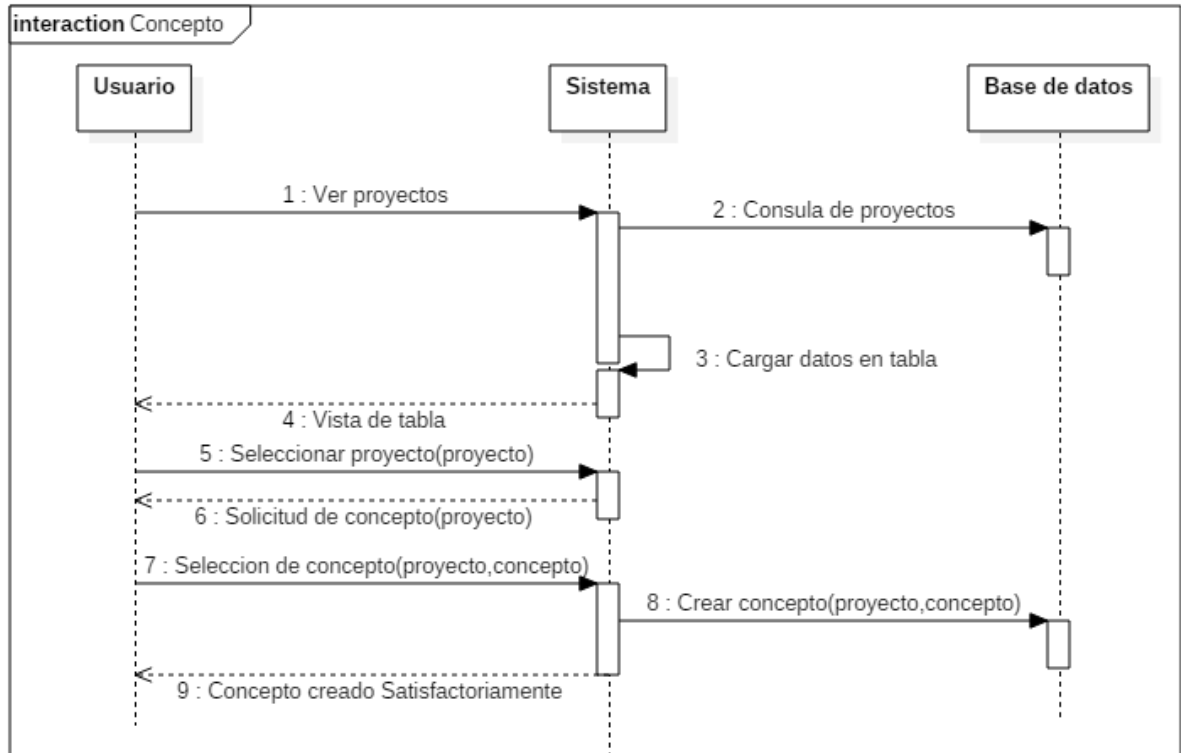 interaction Concepto
Usuario
Sistema
Base de datos
1 : Ver proyectos
2 : Consula de proyectos
3 : Cargar datos en tabla
4 : Vista de tabla
5 : Seleccionar proyecto(proyecto)
6 : Solicitud de concepto(proyecto)
7 : Seleccion de concepto(proyecto,concepto)
8 : Crear concepto(proyecto,concepto)
9 : Concepto creado Satisfactoriamente